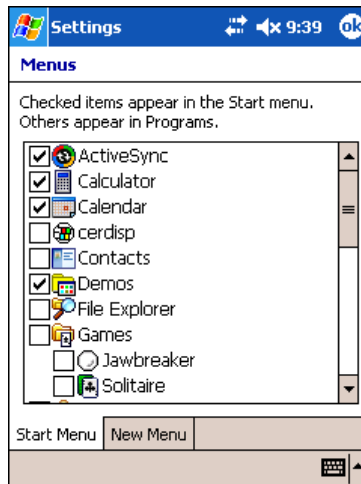 Settings 9:39 ok
Menus
Checked items appear in the Start menu.
Others appear in Programs.
ActiveSync
Calculator
Calendar
cerdisp
Contacts
Demos
File Explorer
Games
Jawbreaker
Solitaire
Start Menu New Menu